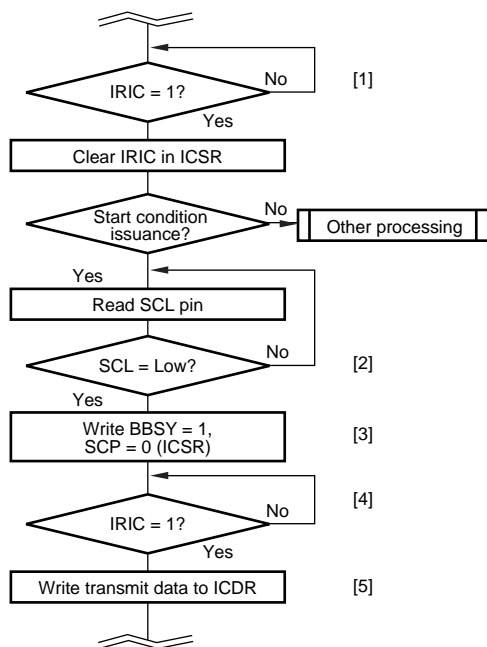 IRIC = 1?
No
[1]
Yes
Clear IRIC in ICSR
Start condition
issuance?
No
Other processing
Yes
Read SCL pin
SCL = Low?
No
[2]
Yes
Write BBSY = 1,
SCP = 0 (ICSR)
[3]
[4]
IRIC = 1?
No
Yes
Write transmit data to ICDR
[5]